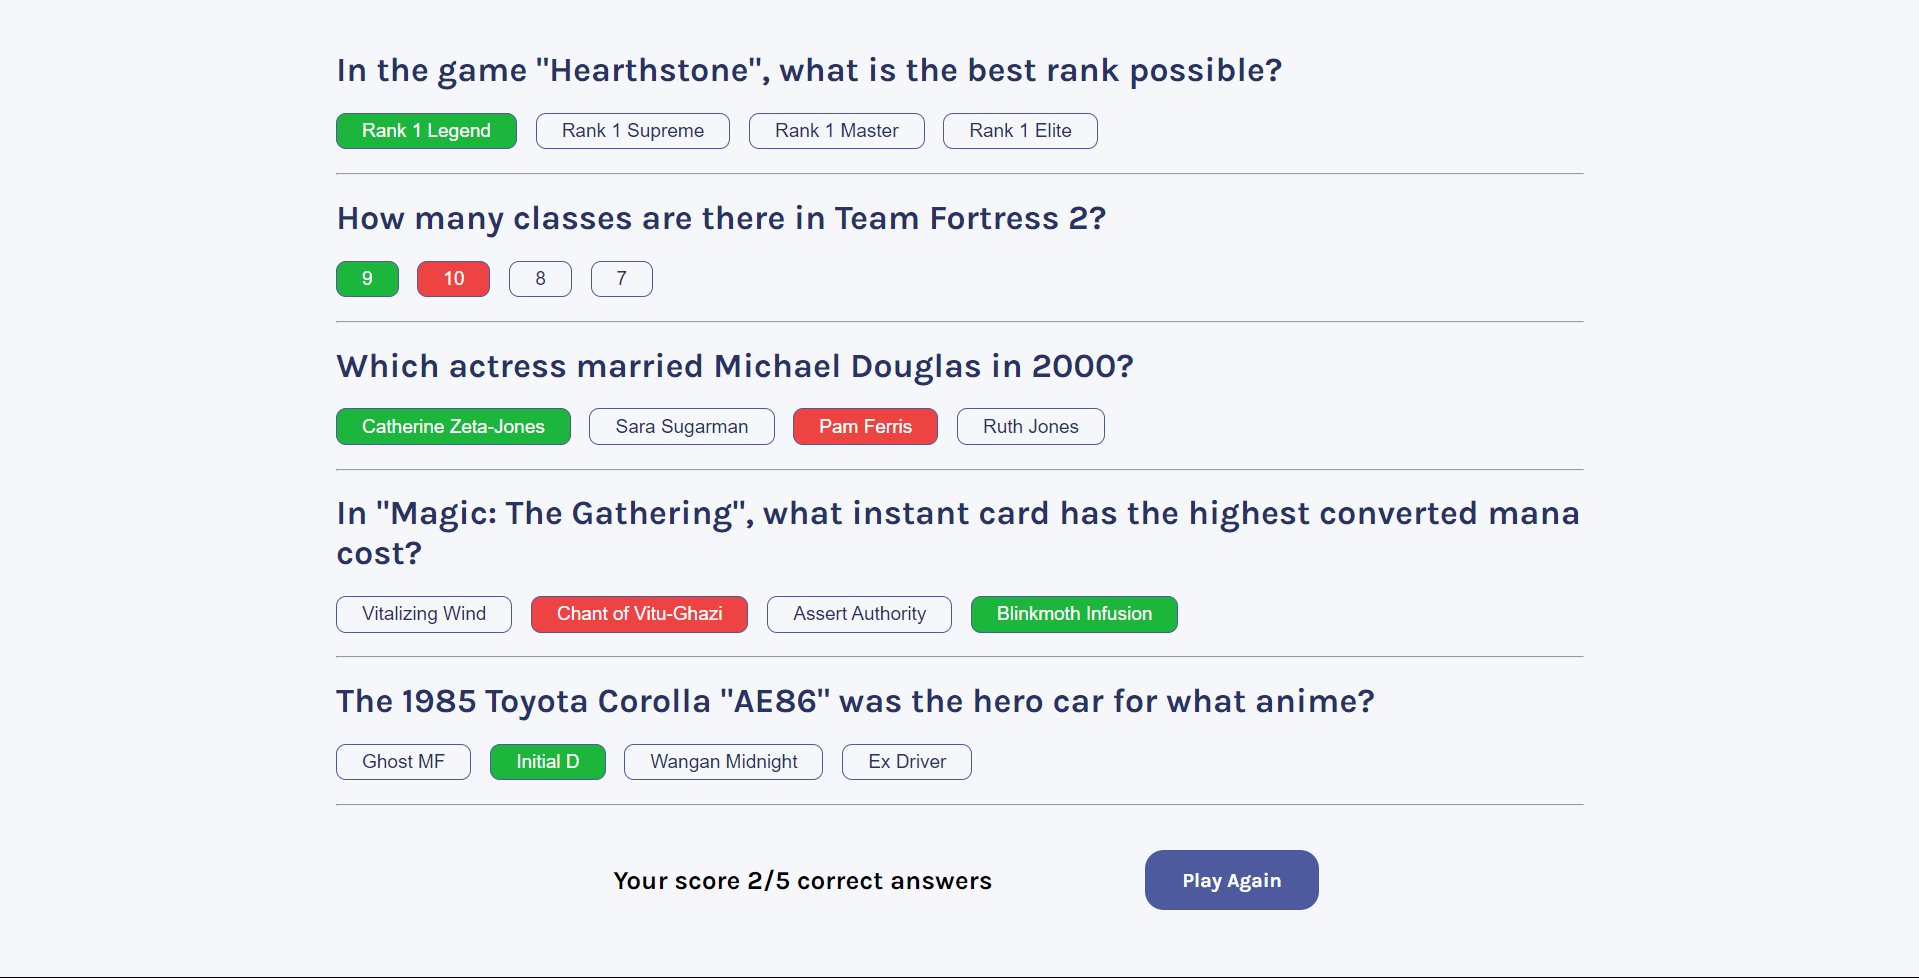 In the game "Hearthstone", what is the best rank possible?
Rank 1 Legend Rank 1 Supreme Rank 1 Master Rank 1 Elite
How many classes are there in Team Fortress 2?
9 10 8 7
Which actress married Michael Douglas in 2000?
Catherine Zeta-Jones Sara Sugarman Pam Ferris Ruth Jones
In "Magic: The Gathering", what instant card has the highest converted mana
cost?
Vitalizing Wind Chant of Vitu-Ghazi Assert Authority Blinkmoth Infusion
The 1985 Toyota Corolla "AE86" was the hero car for what anime?
Ghost MF Initial D Wangan Midnight Ex Driver
Your score 2/5 correct answers Play Again